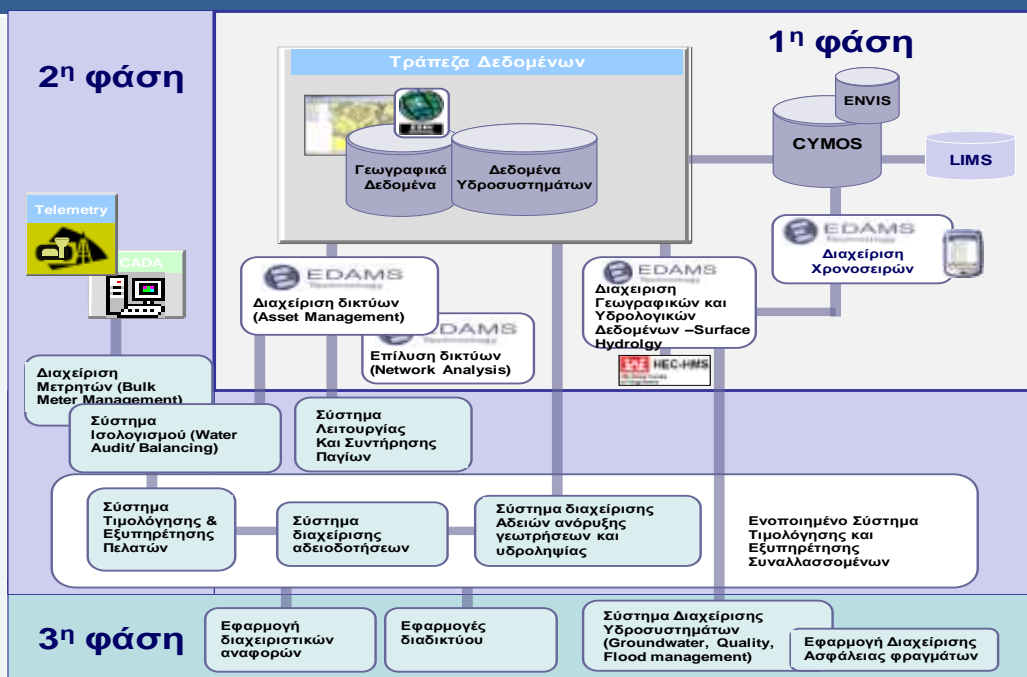 2η φάση
1η φάση
Τράπεζα Δεδομένων
Γεωγραφικά
Δεδομένα
Δεδομένα
Υδροσυστημάτων
ENVIS
CYMOS
LIMS
EDAMS
Technology
Διαχείριση
Χρονοσειρών
Telemetry
CADA
EDAMS
Technology
Διαχείριση δικτύων
(Asset Management)
EDAMS
Επίλυση δικτύων
(Network Analysis)
EDAMS
Technology
Διαχειριση
Γεωγραφικών και
Υδρολογικών
Δεδομένων –Surface
Hydrolgy
HEC-HMS
Διαχείριση
Μετρητών (Bulk
Meter Management)
Σύστημα
Ισολογισμού (Water
Audit/ Balancing)
Σύστημα
Λειτουργίας
Και Συντήρησης
Παγίων
Σύστημα
Τιμολόγησης &
Εξυπηρέτησης
Πελατών
Σύστημα
διαχείρισης
αδειοδοτήσεων
Σύστημα διαχείρισης
Αδειών ανόρυξης
γεωτρήσεων και
υδροληψίας
Ενοποιημένο Σύστημα
Τιμολόγησης και
Εξυπηρέτησης
Συναλλασσομένων
3η φάση
Εφαρμογή
διαχειριστικών
αναφορών
Εφαρμογές
διαδικτύου
Σύστημα Διαχείρισης
Υδροσυστημάτων
(Groundwater, Quality,
Flood management)
Εφαρμογή Διαχείρισης
Ασφάλειας φραγμάτων